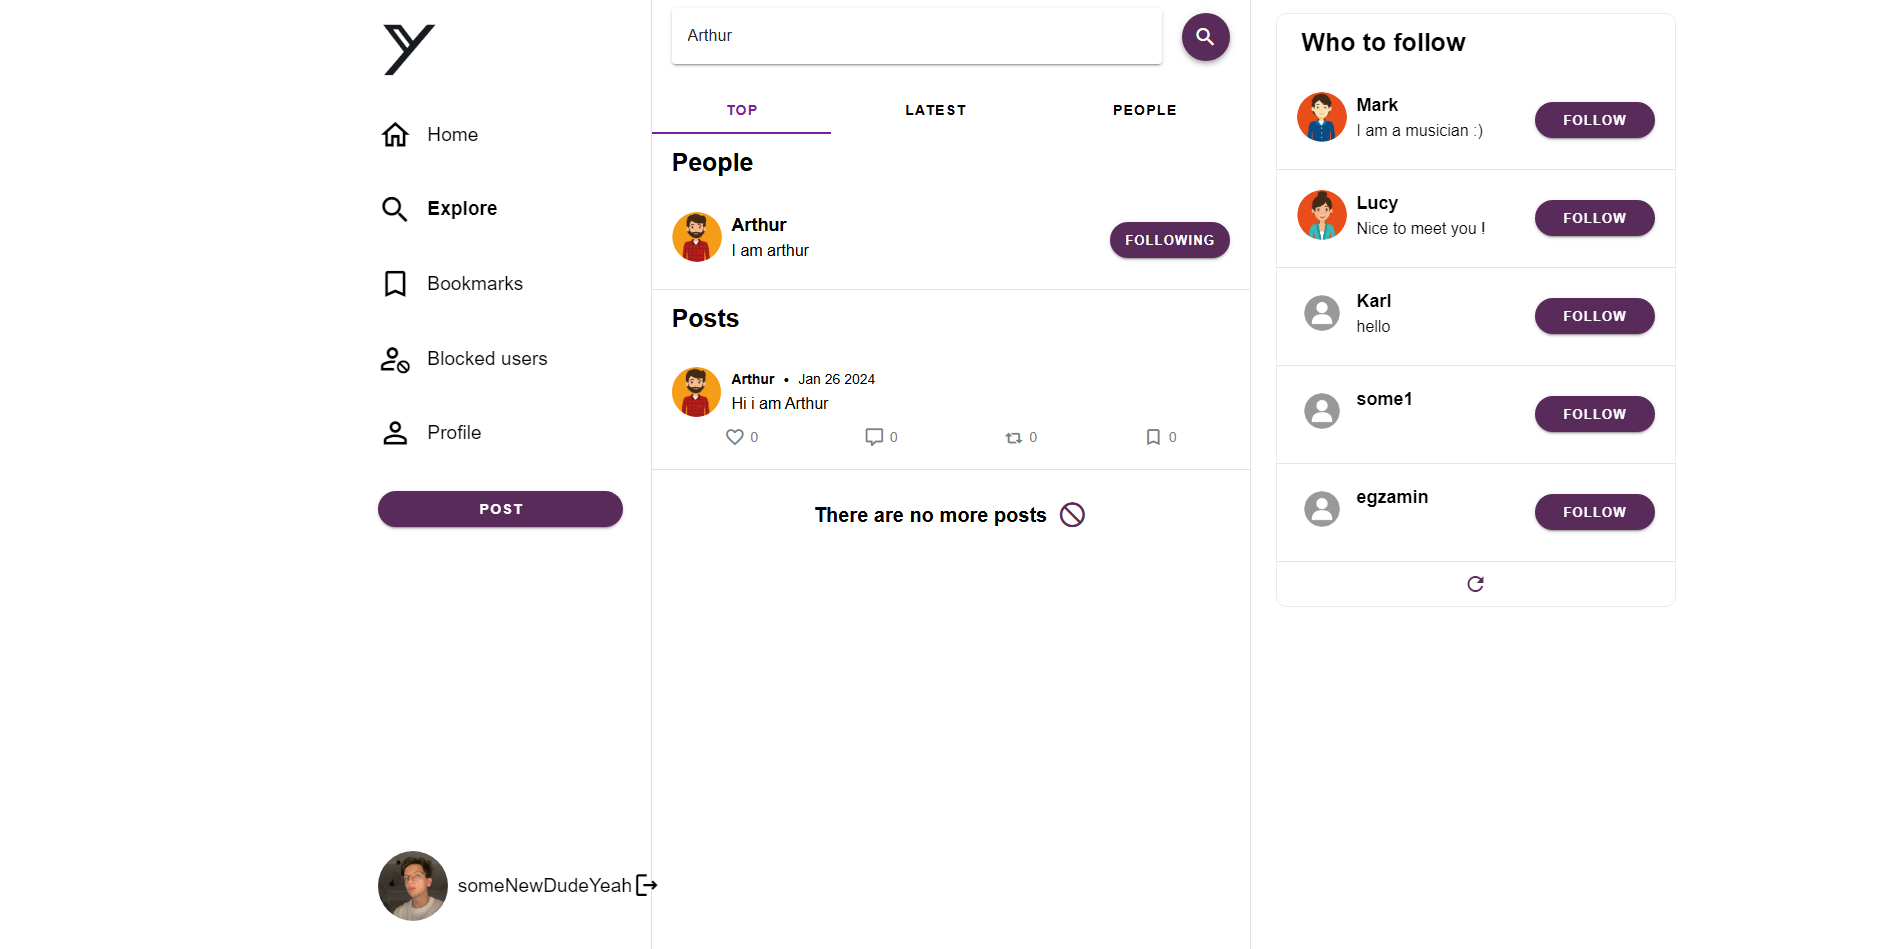 Home
Explore
Bookmarks
Blocked users
Profile
POST
someNewDudeYeah
Arthur
TOP LATEST PEOPLE
People
Arthur
I am arthur
FOLLOWING
Posts
Arthur • Jan 26 2024
Hi i am Arthur
0 0 0 0
There are no more posts
Who to follow
Mark
I am a musician :)
FOLLOW
Lucy
Nice to meet you !
FOLLOW
Karl
hello
FOLLOW
some1
FOLLOW
egzamin
FOLLOW